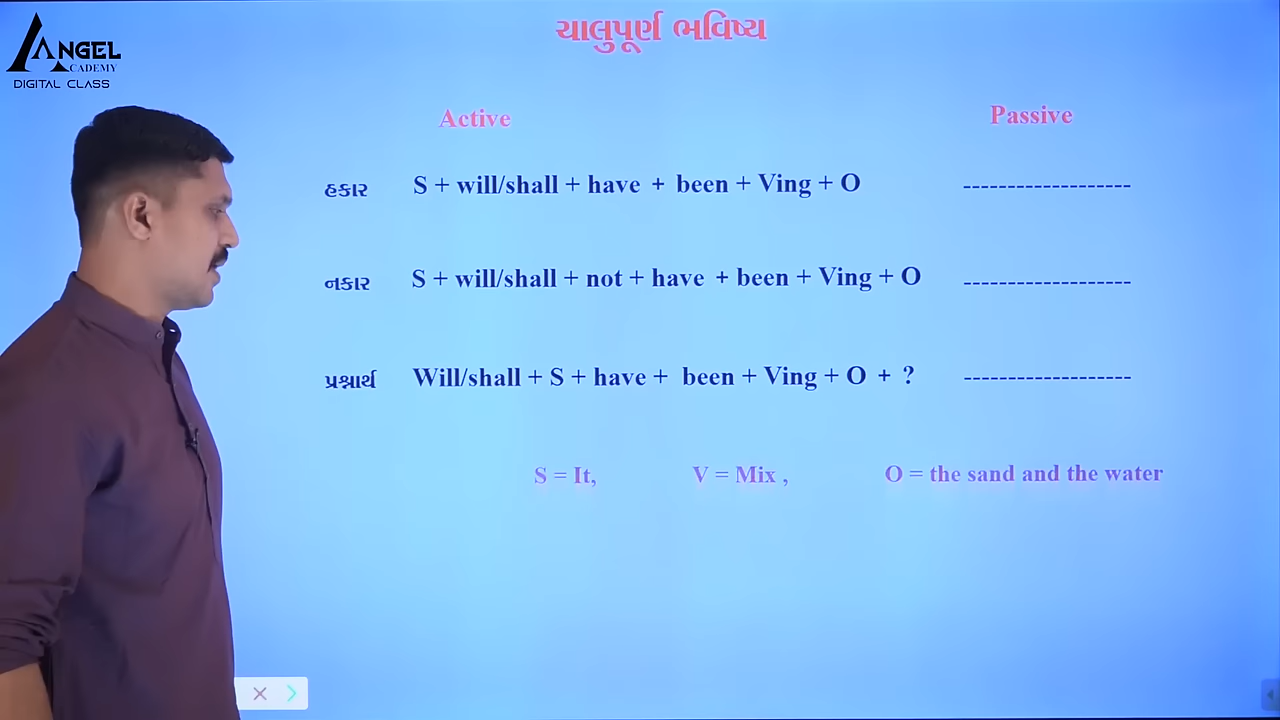 ANGEL
ACADEMY
DIGITAL CLASS
ચાલુપૂર્ણ ભવિષ્ય
Active Passive
હકાર S + will/shall + have + been + Ving + O -------------------
નકાર S + will/shall + not + have + been + Ving + O -------------------
પ્રશ્નાર્થ Will/shall + S + have + been + Ving + O + ? -------------------
S = It, V = Mix , O = the sand and the water